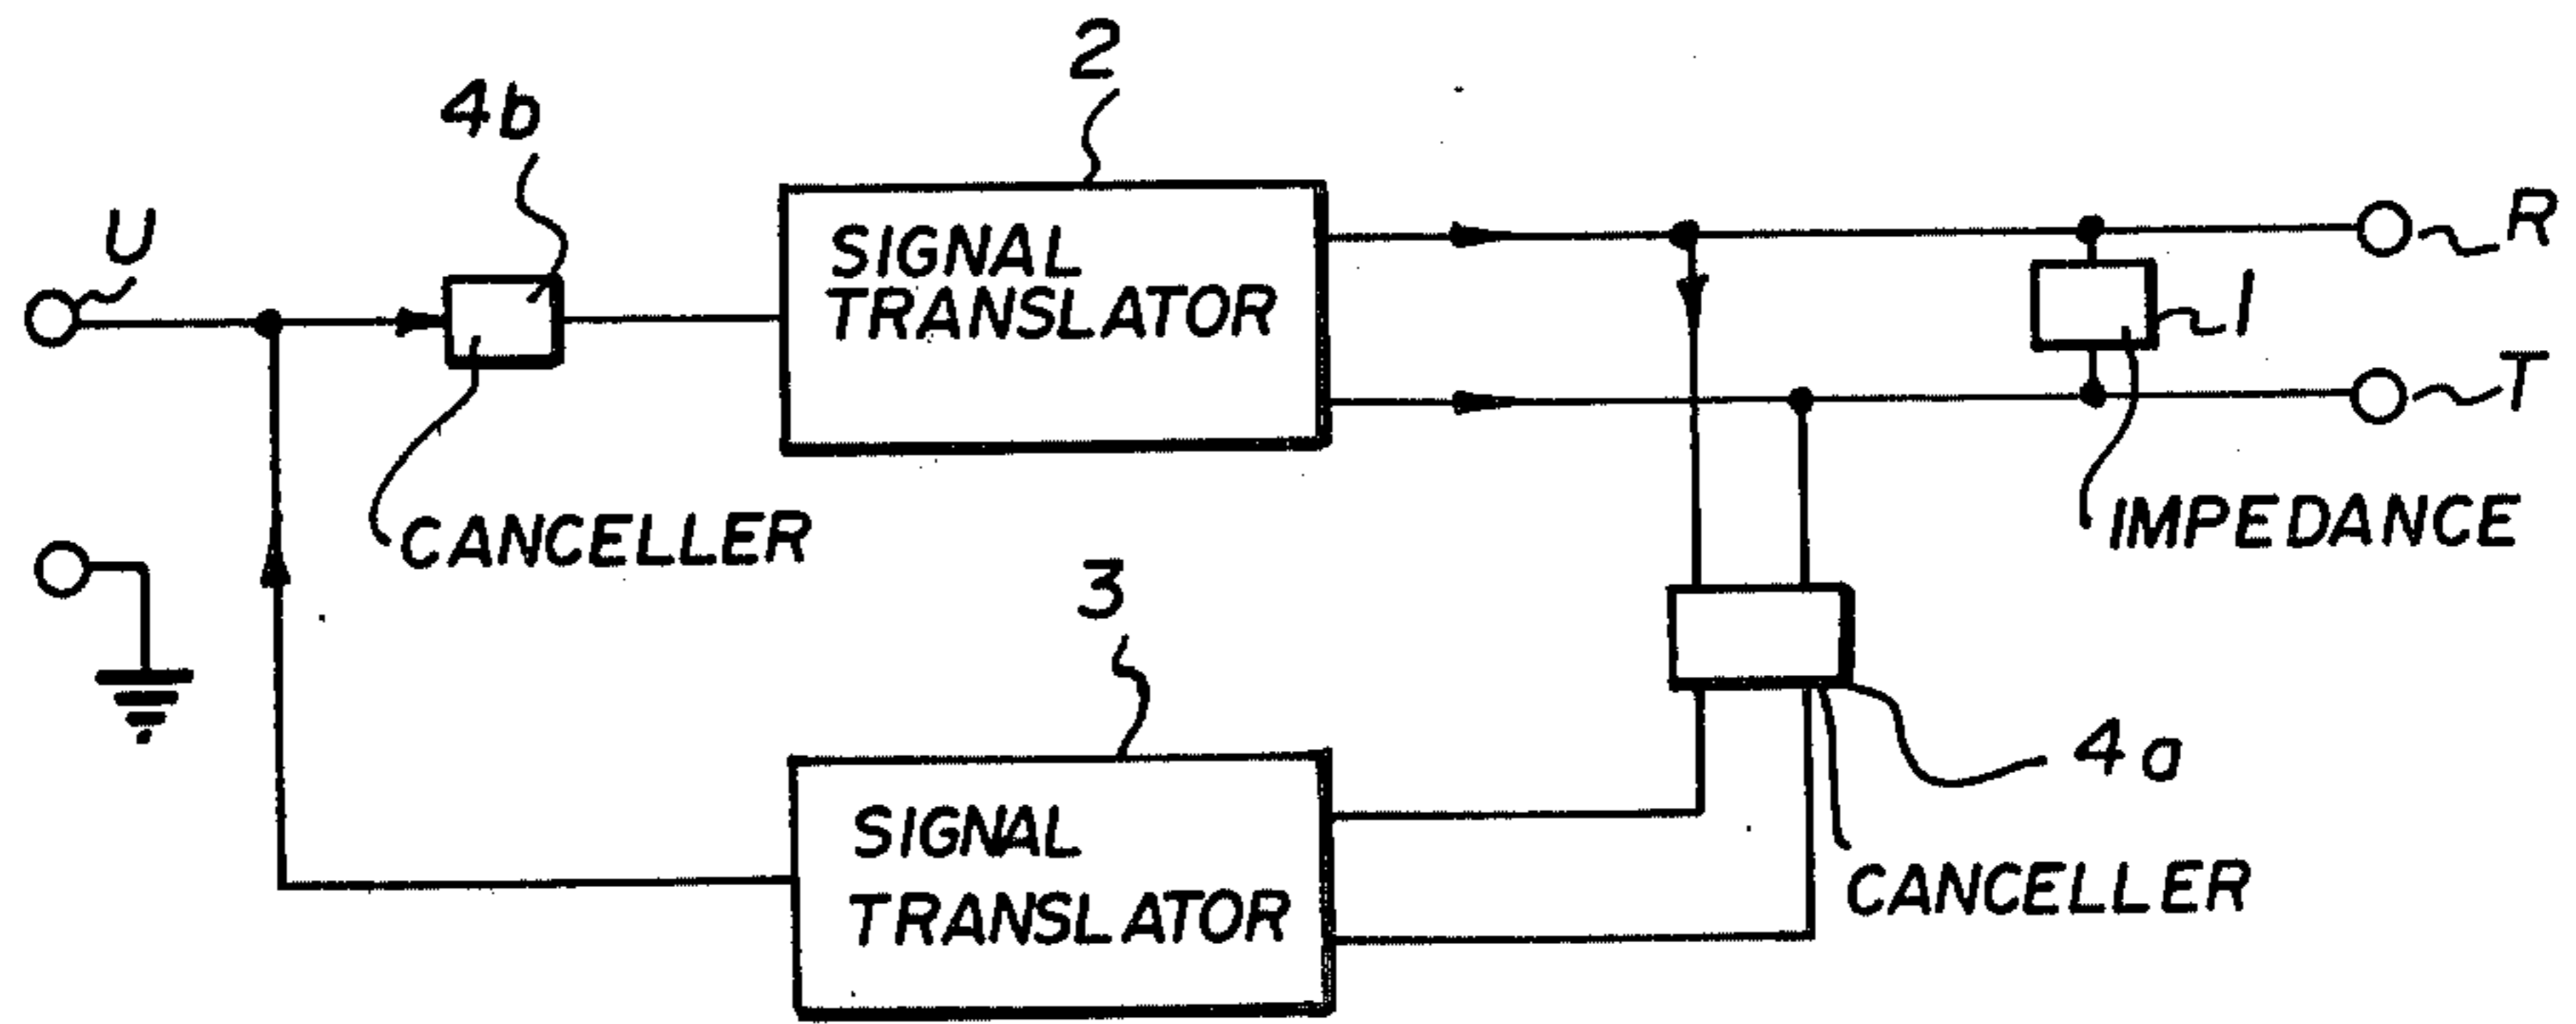 2
4b
U
SIGNAL
TRANSLATOR
R
1
T
CANCELLER
IMPEDANCE
3
4a
SIGNAL
TRANSLATOR
CANCELLER